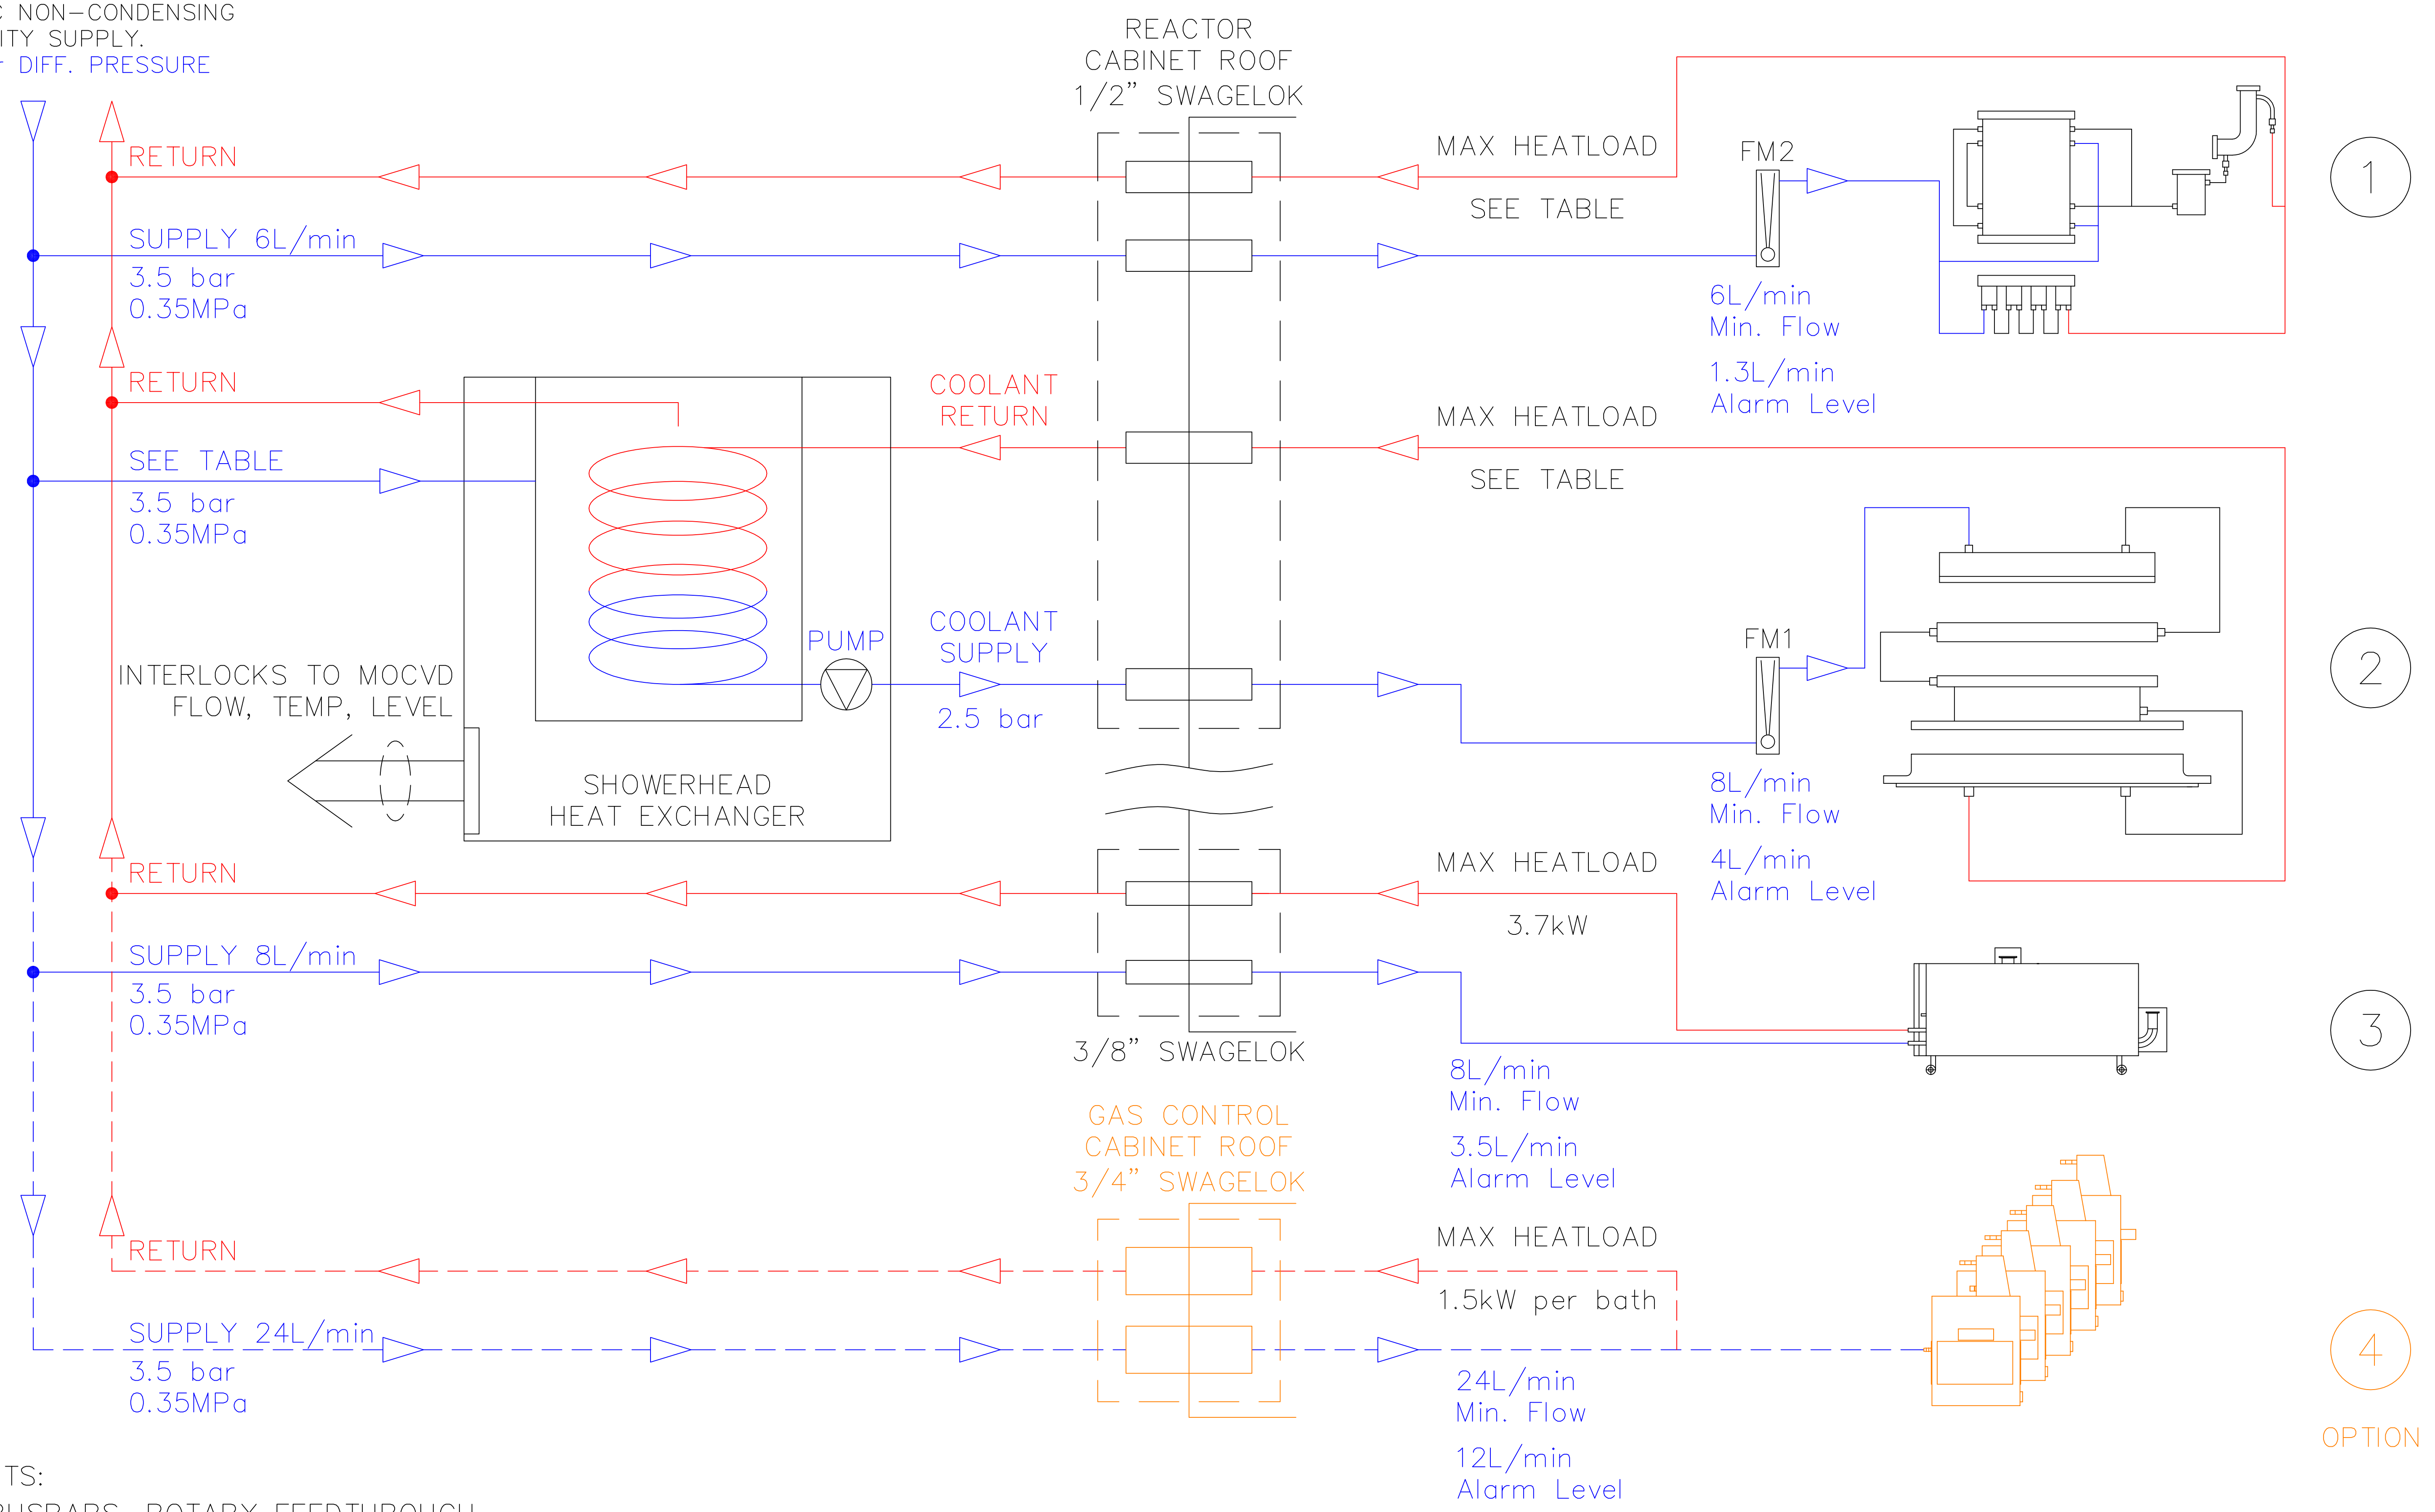 NON-CONDENSING
SUPPLY.
DIFF. PRESSURE
REACTOR
CABINET ROOF
1/2” SWAGELOK
RETURN
MAX HEATLOAD
SEE TABLE
FM2
1
SUPPLY 6L/min
3.5 bar
0.35MPa
6L/min
Min. Flow
1.3L/min
Alarm Level
RETURN
COOLANT
RETURN
MAX HEATLOAD
SEE TABLE
SEE TABLE
3.5 bar
0.35MPa
PUMP
COOLANT
SUPPLY
2.5 bar
FM1
2
INTERLOCKS TO MOCVD
FLOW, TEMP, LEVEL
SHOWERHEAD
HEAT EXCHANGER
8L/min
Min. Flow
4L/min
Alarm Level
RETURN
MAX HEATLOAD
3.7kW
SUPPLY 8L/min
3.5 bar
0.35MPa
3/8” SWAGELOK
3
8L/min
Min. Flow
3.5L/min
Alarm Level
GAS CONTROL
CABINET ROOF
3/4” SWAGELOK
RETURN
MAX HEATLOAD
1.5kW per bath
SUPPLY 24L/min
3.5 bar
0.35MPa
24L/min
Min. Flow
12L/min
Alarm Level
4
OPTION
TS:
BUSBARS, ROTARY FEEDTHROUGH